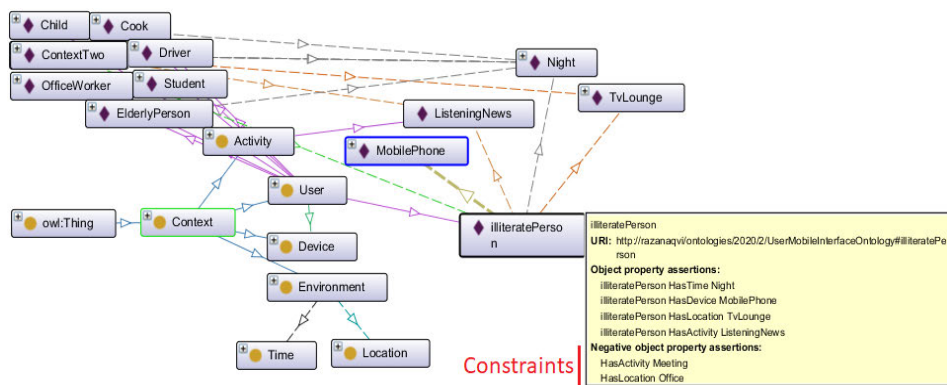 Child
Cook
ContextTwo
Driver
OfficeWorker
Student
ElderlyPerson
Night
TvLounge
ListeningNews
Activity
MobilePhone
User
owl:Thing
Context
Device
Environment
Time
Location
illiteratePerso
n
illiteratePerson
URI: http://razanaqvi/ontologies/2020/2/UserMobileInterfaceOntology#illiteratePe
rson
Object property assertions:
illiteratePerson HasTime Night
illiteratePerson HasDevice MobilePhone
illiteratePerson HasLocation TvLounge
illiteratePerson HasActivity ListeningNews
Negative object property assertions:
HasActivity Meeting
HasLocation Office
Constraints